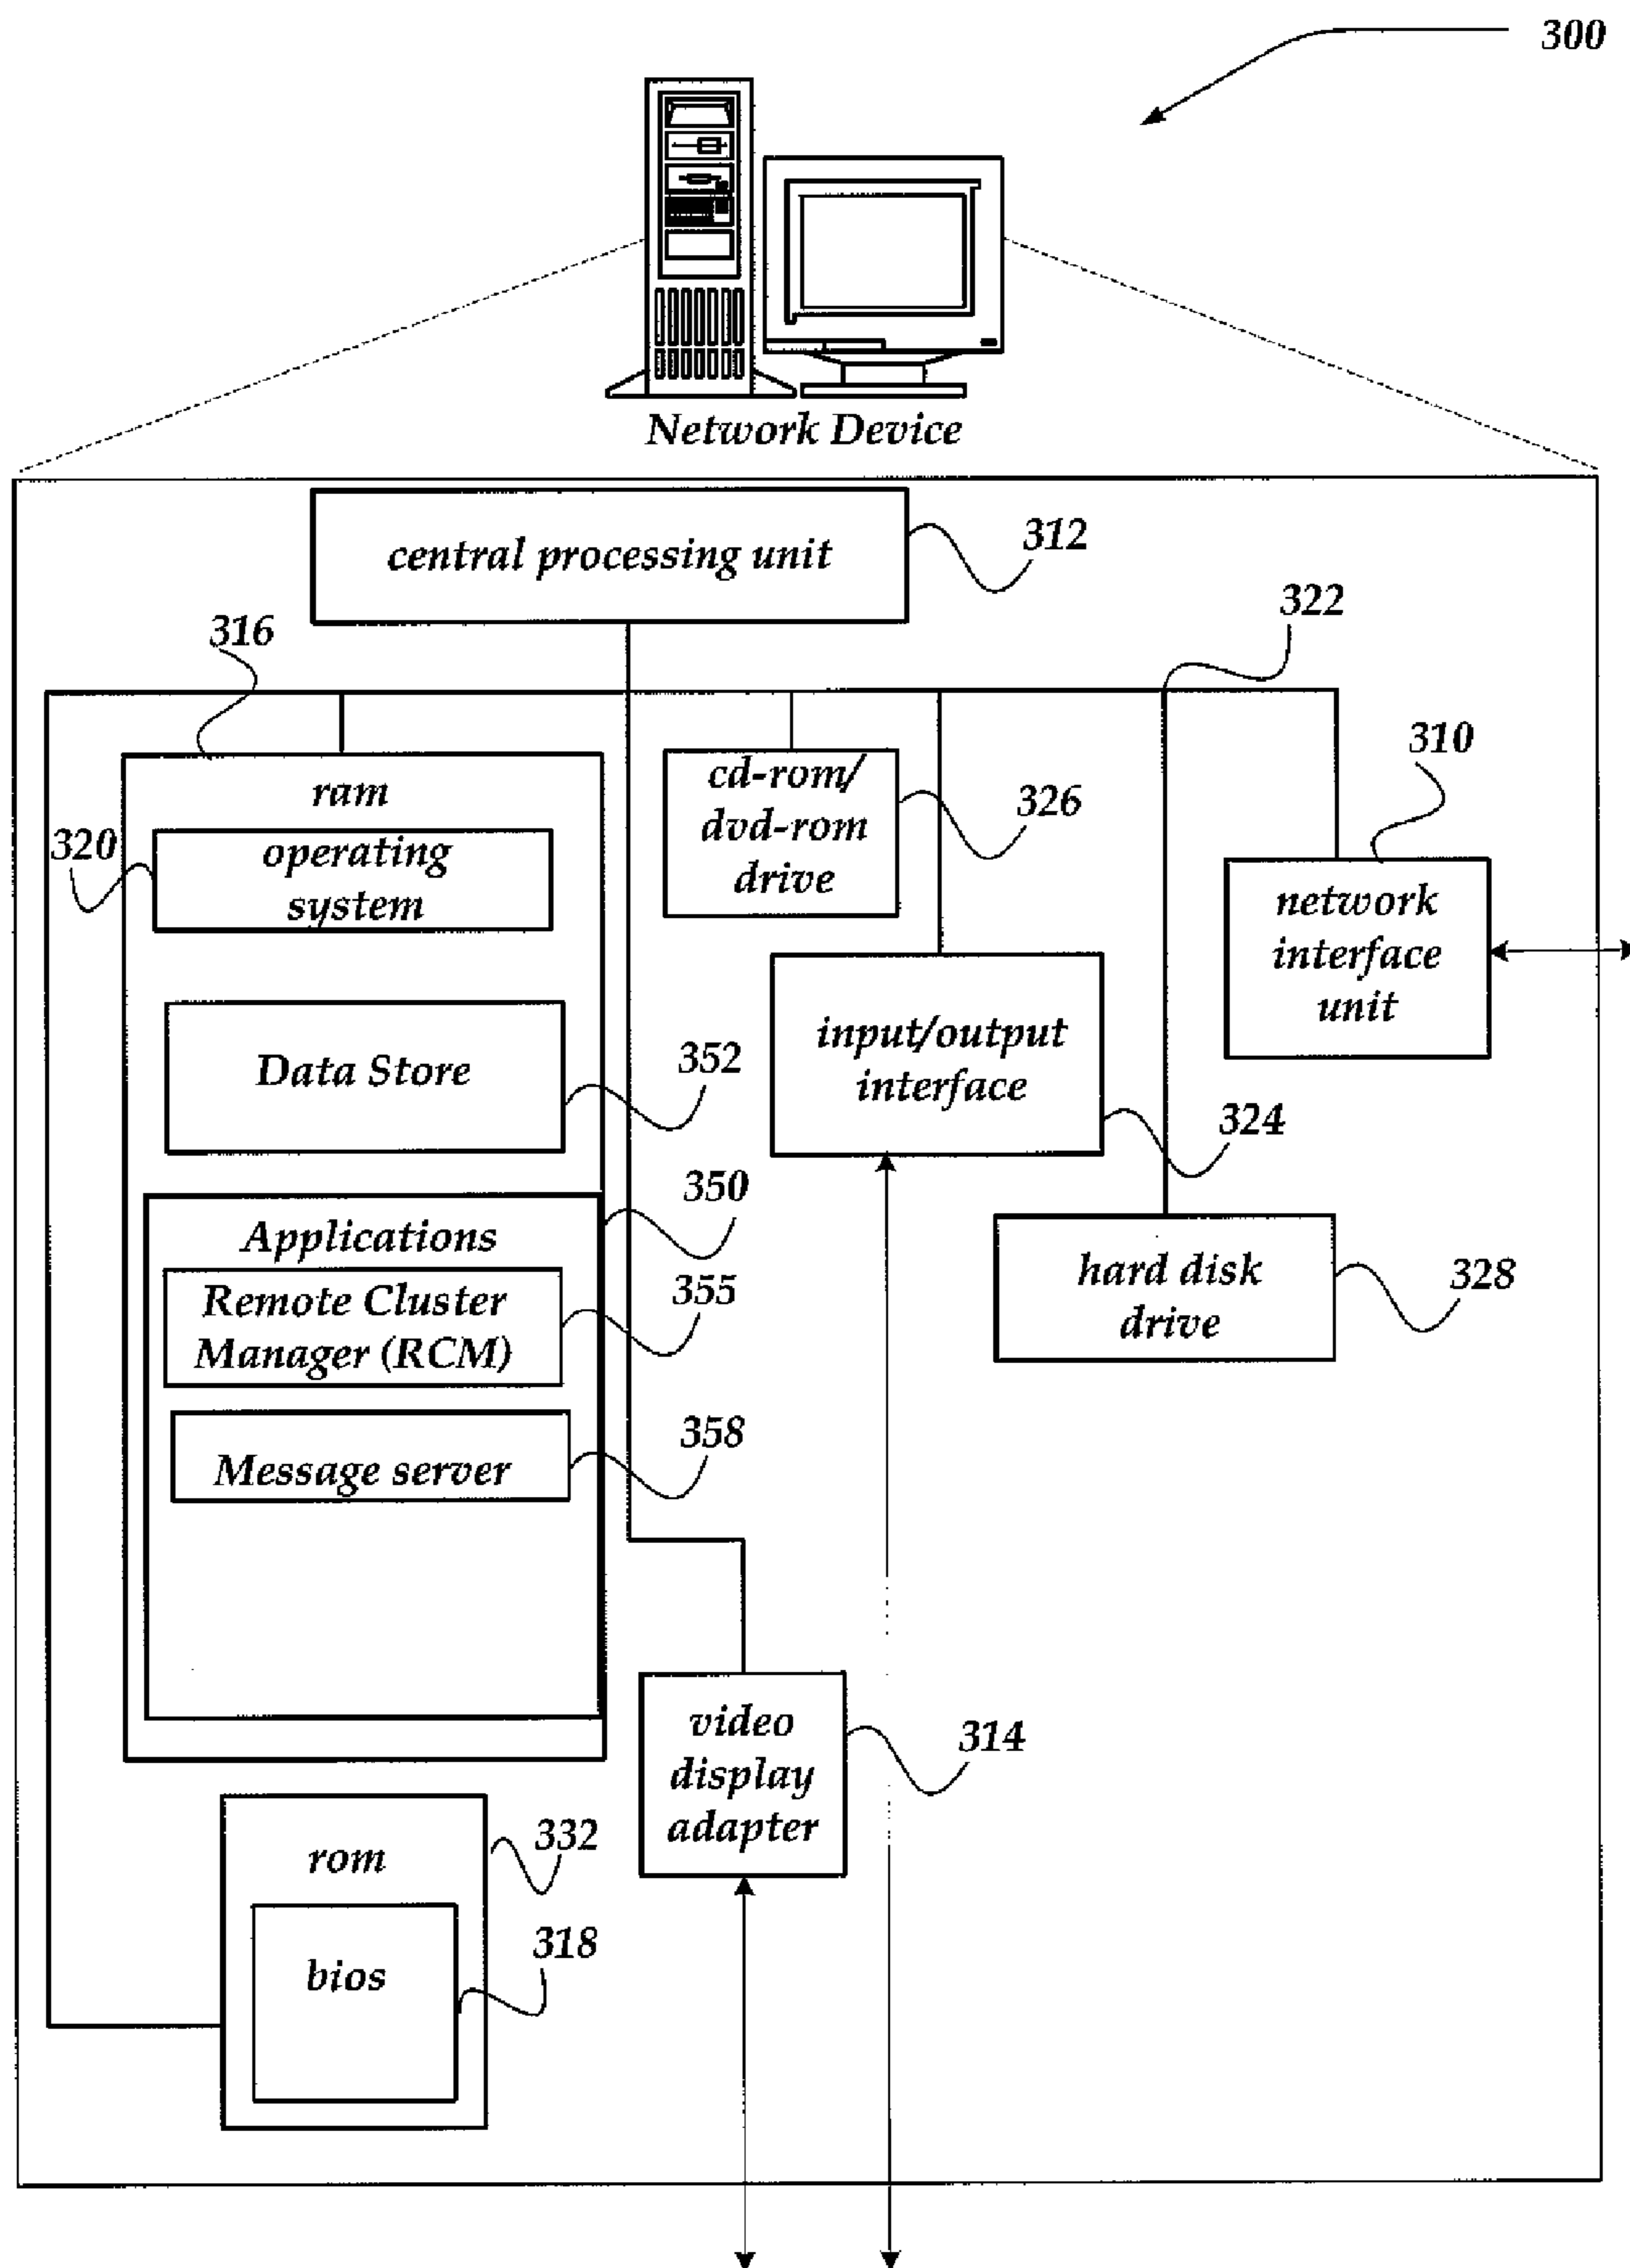 300
Network Device
central processing unit
312
322
316
310
ram
cd-rom/
dvd-rom
drive
326
320
operating
system
network
interface
unit
Data Store
352
input/output
interface
324
350
Applications
355
Remote Cluster
Manager (RCM)
hard disk
drive
328
358
Message server
video
display
adapter
314
332
rom
318
bios